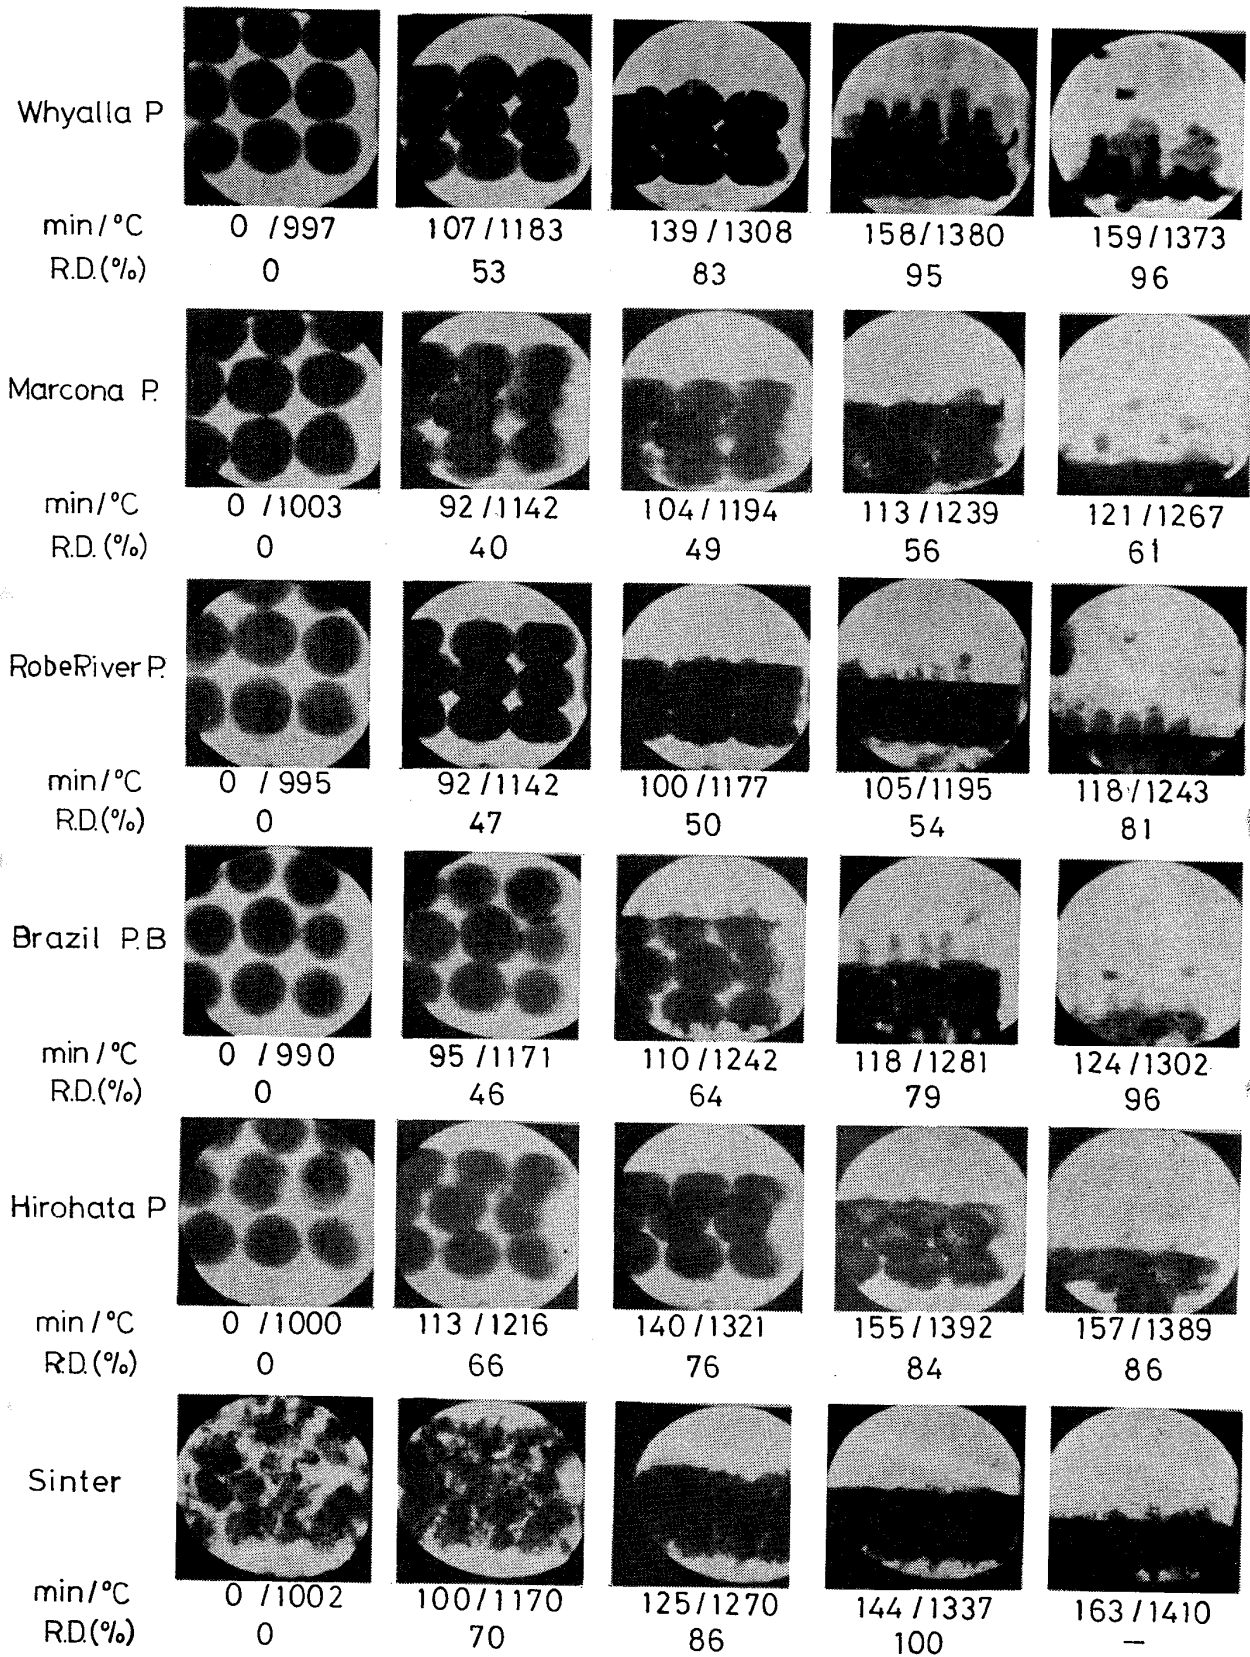 Whyalla P
min/°C 0 /997 107/1183 139/1308 158/1380 159/1373
R.D.(%) 0 53 83 95 96
Marcona P.
min/°C 0 /1003 92/1142 104/1194 113/1239 121/1267
R.D.(%) 0 40 49 56 61
RobeRiver P.
min/°C 0 /995 92/1142 100/1177 105/1195 118/1243
R.D.(%) 0 47 50 54 81
Brazil P.B
min/°C 0 /990 95/1171 110/1242 118/1281 124/1302
R.D.(%) 0 46 64 79 96
Hirohata P
min/°C 0 /1000 113/1216 140/1321 155/1392 157/1389
R.D.(%) 0 66 76 84 86
Sinter
min/°C 0 /1002 100/1170 125/1270 144/1337 163/1410
R.D.(%) 0 70 86 100 —